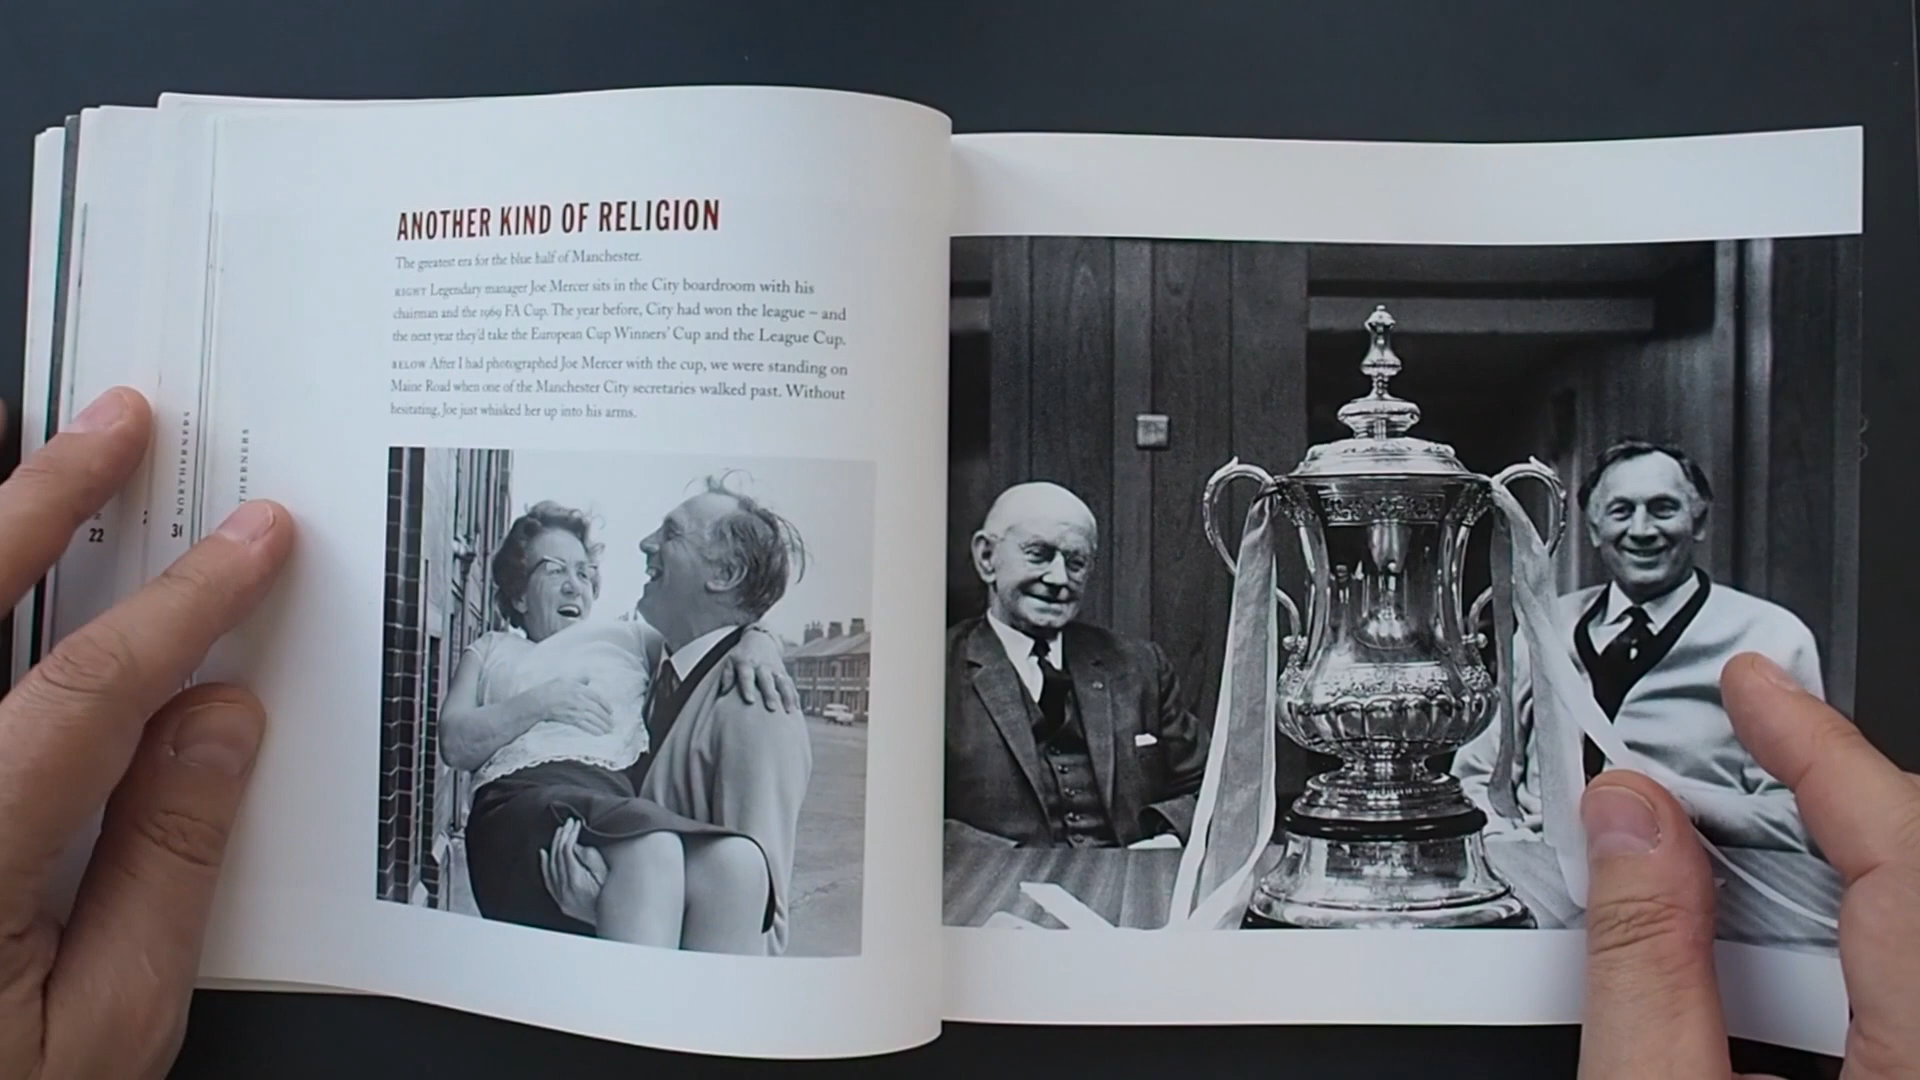 ANOTHER KIND OF RELIGION
The greatest era for the blue half of Manchester.
RIGHT Legendary manager Joe Mercer sits in the City boardroom with his
chairman and the 1969 FA Cup. The year before, City had won the league – and
the next year they'd take the European Cup Winners' Cup and the League Cup.
BELOW After I had photographed Joe Mercer with the cup, we were standing on
Maine Road when one of the Manchester City secretaries walked past. Without
hesitating, Joe just whisked her up into his arms.
NORTHERNERS
THERNERS
22